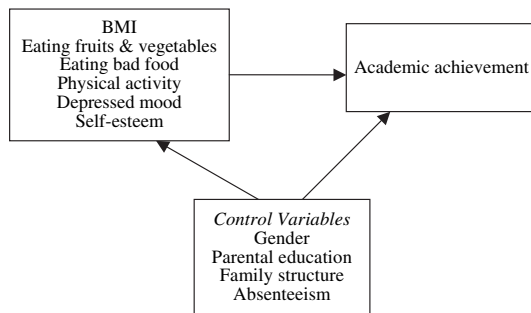 BMI
Eating fruits & vegetables
Eating bad food
Physical activity
Depressed mood
Self-esteem
Academic achievement
Control Variables
Gender
Parental education
Family structure
Absenteeism